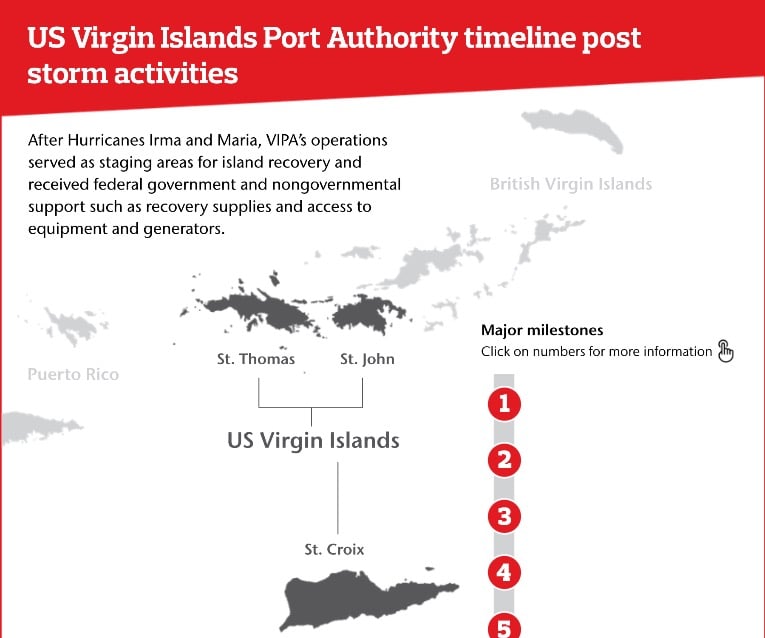 US Virgin Islands Port Authority timeline post
storm activities
After Hurricanes Irma and Maria, VIPA's operations
served as staging areas for island recovery and
received federal government and nongovernmental
support such as recovery supplies and access to
equipment and generators.
British Virgin Islands
Puerto Rico
St. Thomas
St. John
US Virgin Islands
St. Croix
Major milestones
Click on numbers for more information
1
2
3
4
5